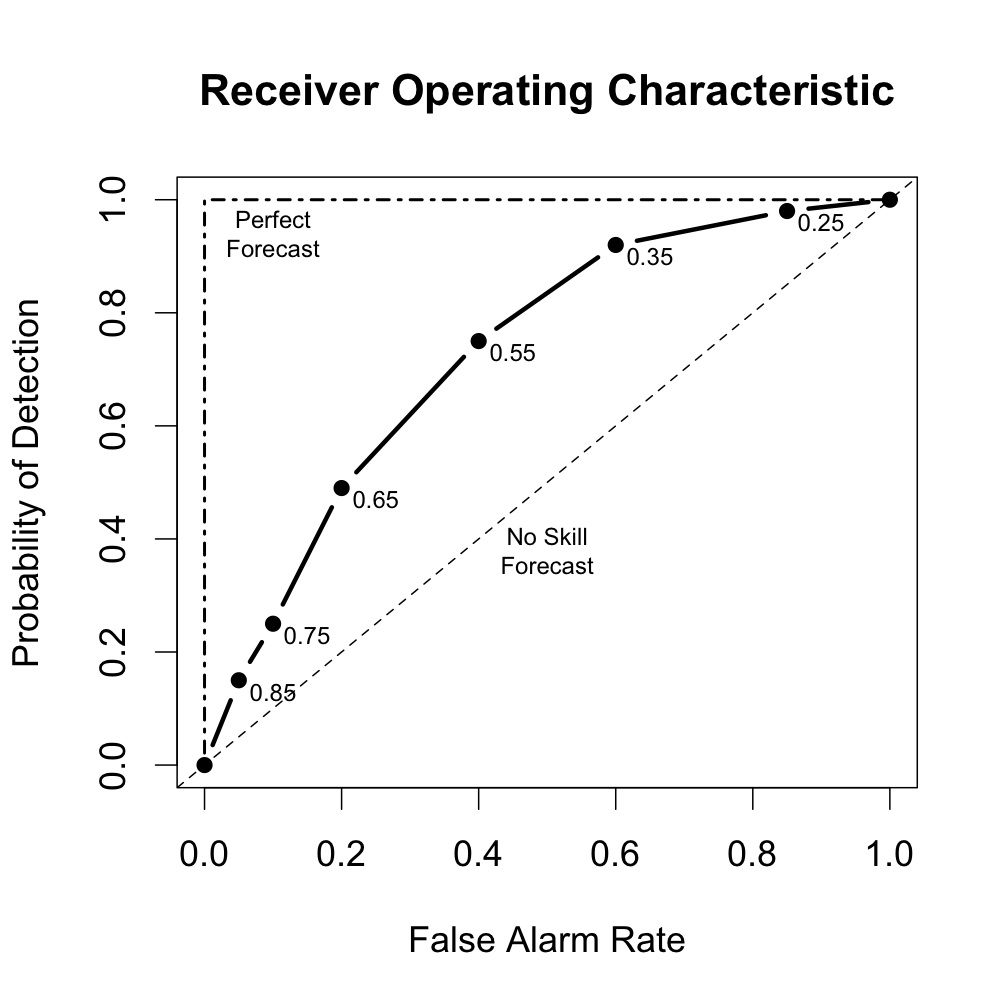 Receiver Operating Characteristic
Probability of Detection
1.0
0.8
0.6
0.4
0.2
0.0
Perfect
Forecast
0.25
0.35
0.55
0.65
No Skill
Forecast
0.75
0.85
0.0 0.2 0.4 0.6 0.8 1.0
False Alarm Rate